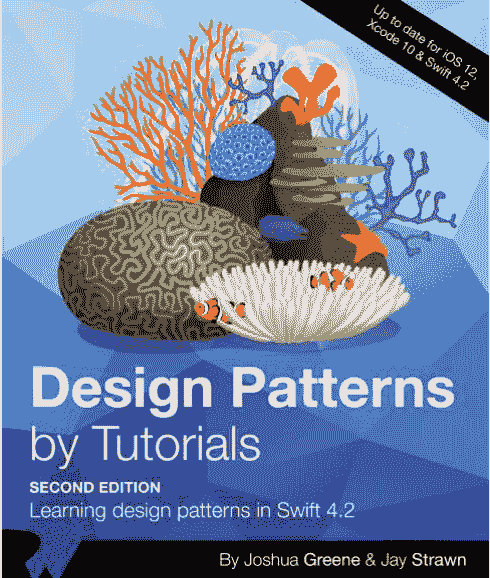 Up to date for iOS 12,
Xcode 10 & Swift 4.2
Design Patterns
by Tutorials
SECOND EDITION
Learning design patterns in Swift 4.2
By Joshua Greene & Jay Strawn